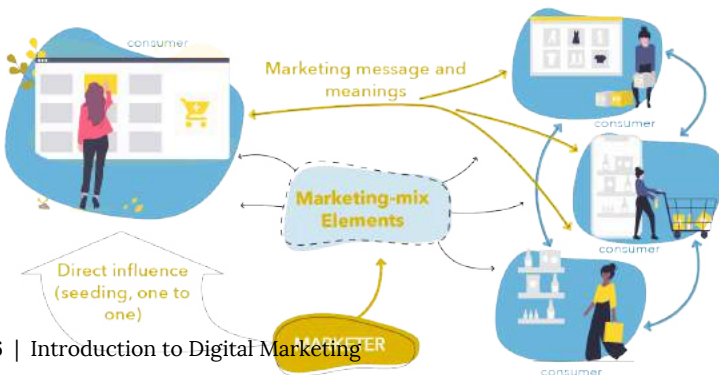 consumer
Marketing message and
meanings
consumer
Marketing-mix
Elements
consumer
Direct influence
(seeding, one to
one)
MARKETER
| Introduction to Digital Marketing
consumer